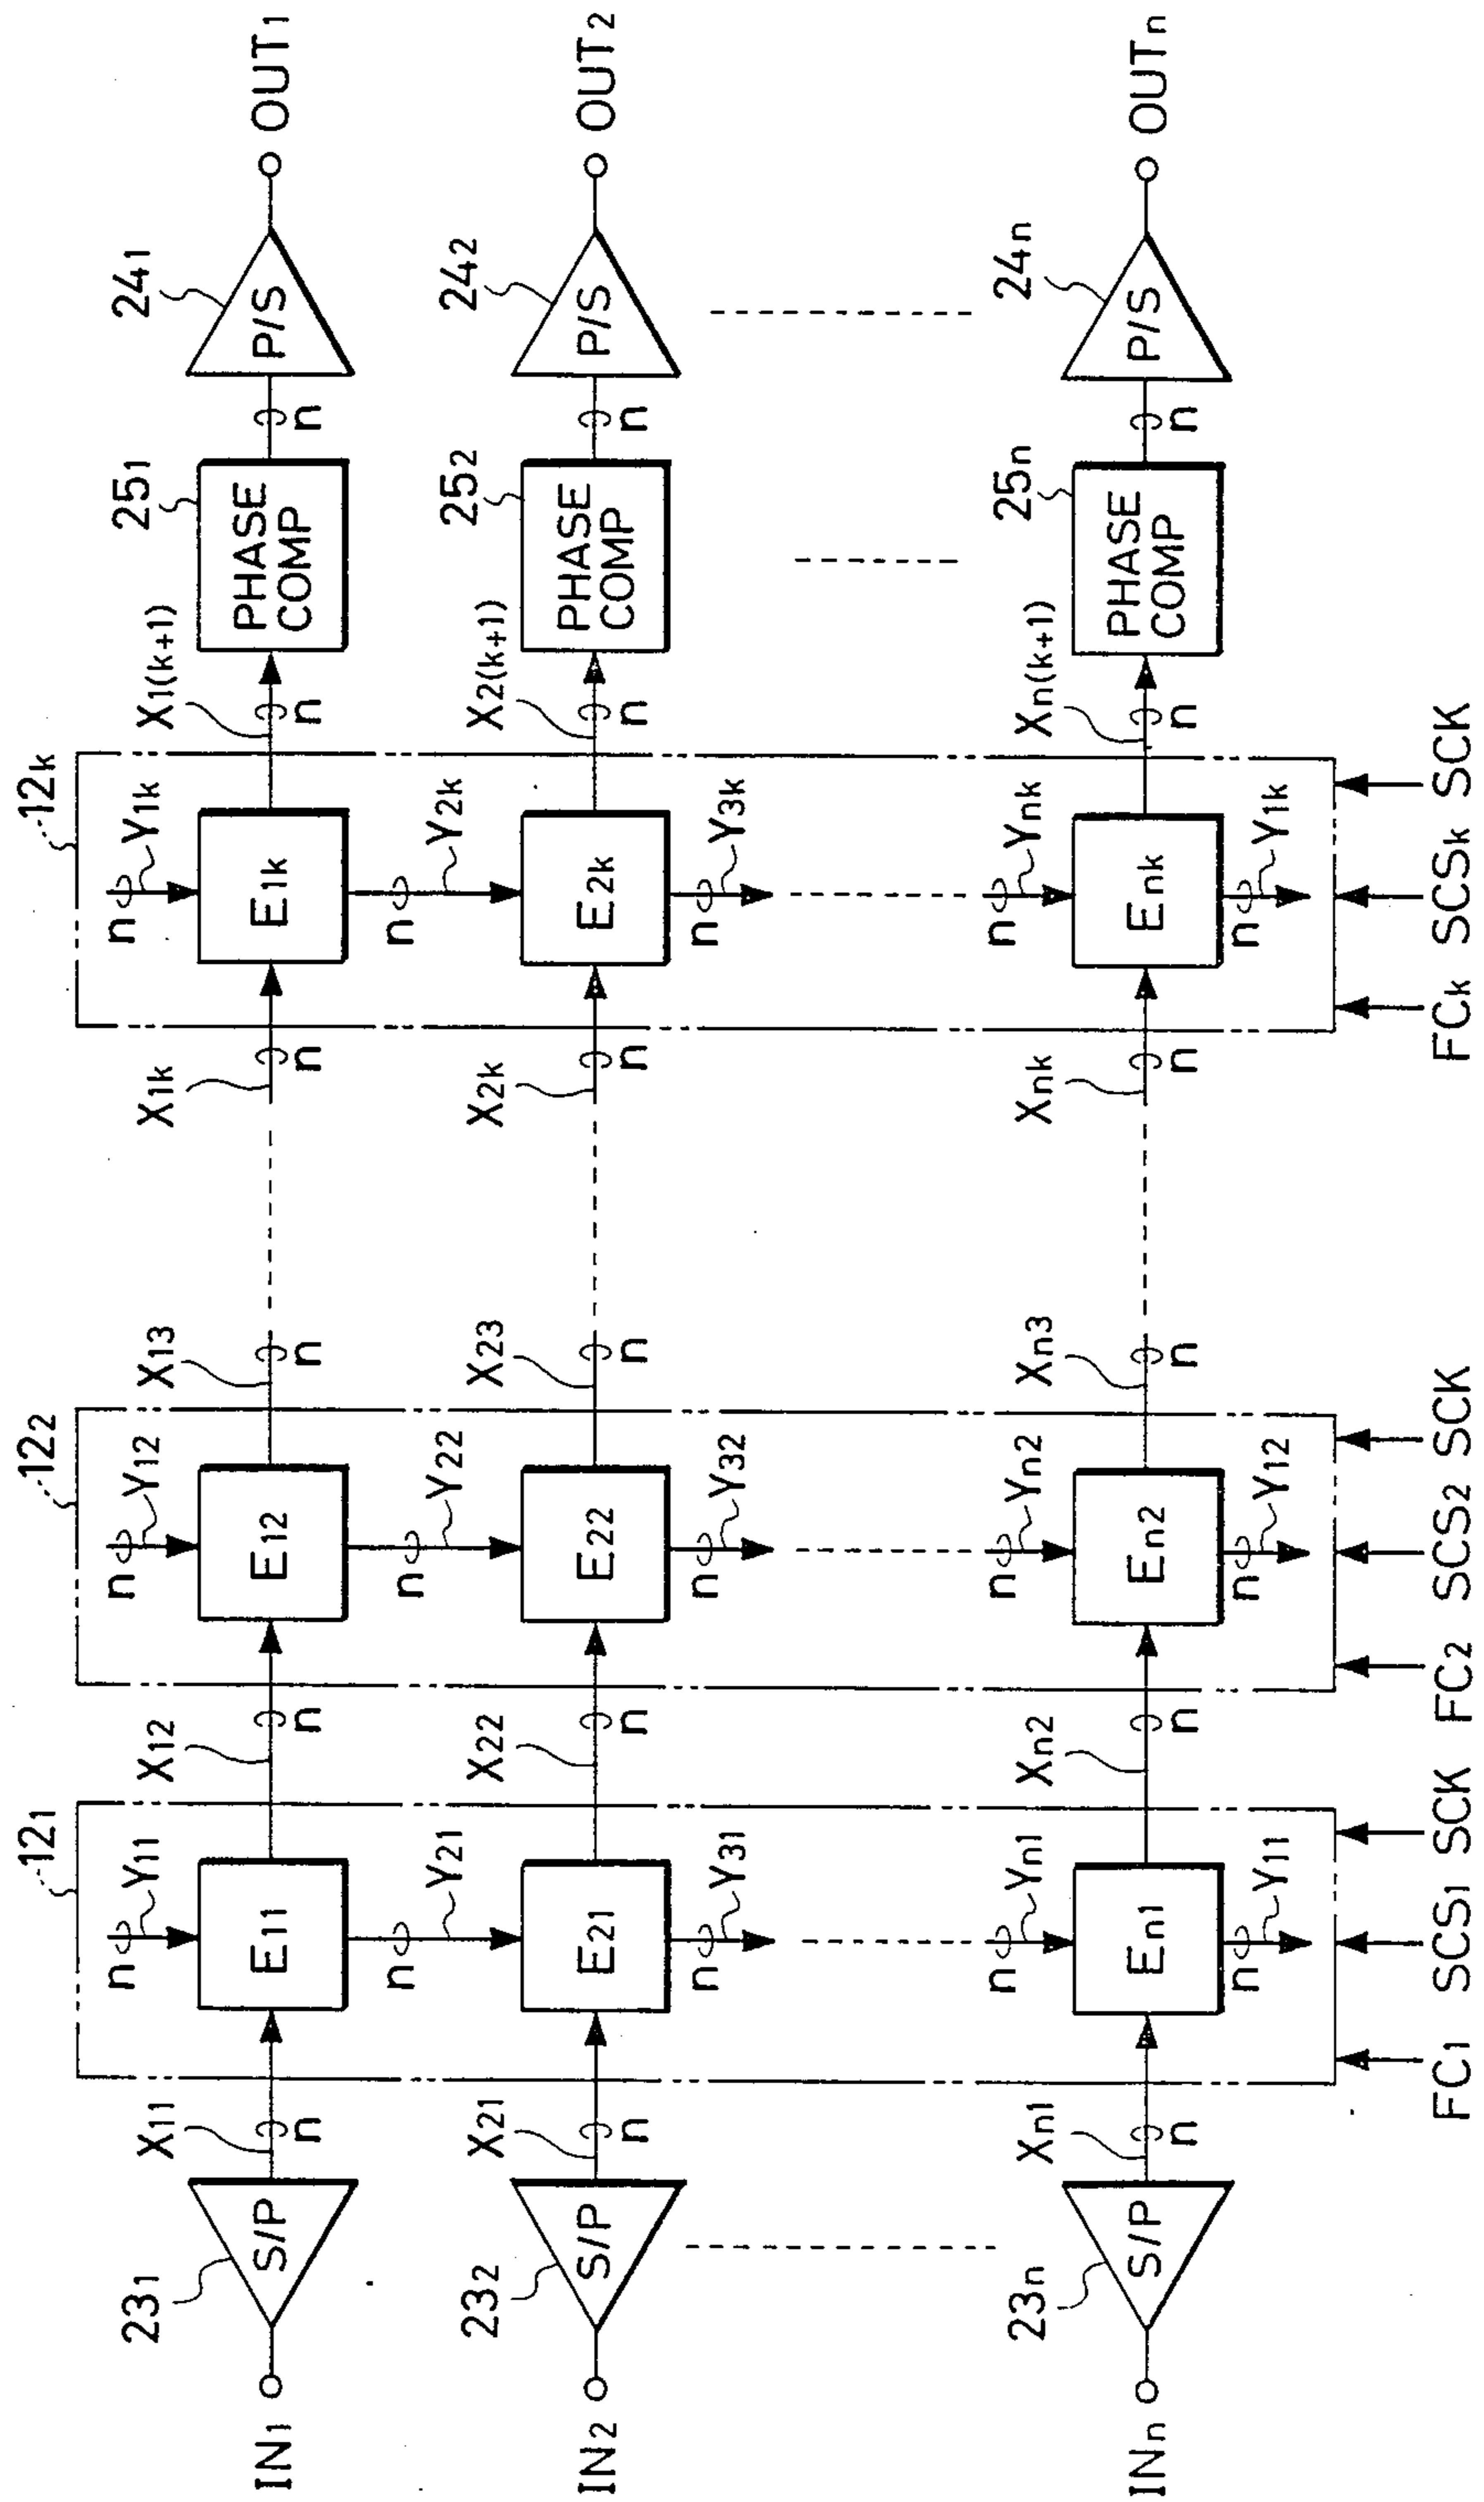 12₁ 12₂ 12k
IN₁ 23₁ S/P X₁₁ n n Y₁₁ E₁₁ X₁₂ n n Y₁₂ E₁₂ X₁₃ n X₁k n n Y₁k E₁k X₁(k+1) n 25₁ PHASE COMP n 24₁ P/S OUT₁
n Y₂₁ n Y₂₂ n Y₂k
IN₂ 23₂ S/P X₂₁ n E₂₁ X₂₂ n E₂₂ X₂₃ n X₂k n E₂k X₂(k+1) n 25₂ PHASE COMP n 24₂ P/S OUT₂
n Y₃₁ n Y₃₂ n Y₃k
n Yn₁ n Yn₂ n Ynk
INn 23n S/P Xn₁ n En₁ Xn₂ n En₂ Xn₃ n Xnk n Enk Xn(k+1) n 25n PHASE COMP n 24n P/S OUTn
n Y₁₁ n Y₁₂ n Y₁k
FC₁ SCS₁ SCK FC₂ SCS₂ SCK FCk SCSk SCK